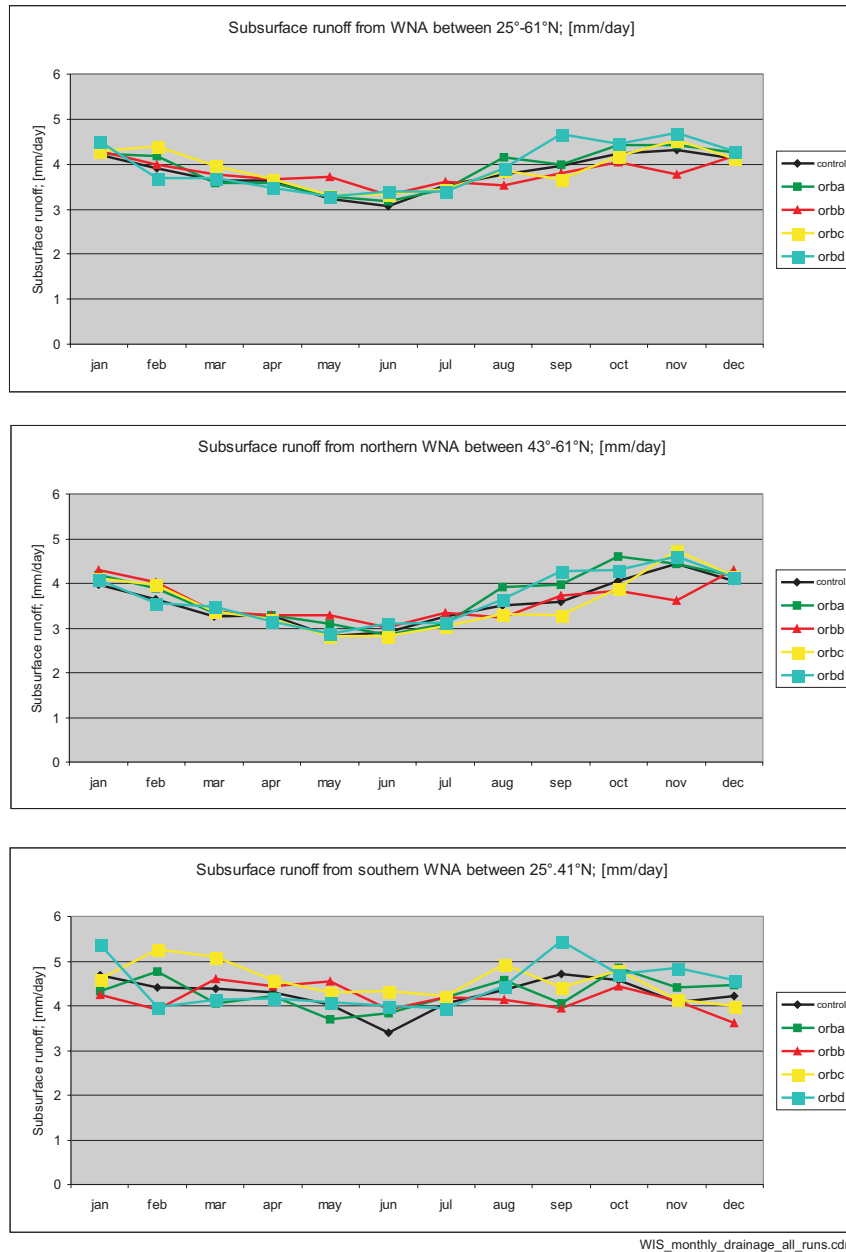 Subsurface runoff from WNA between 25°-61°N; [mm/day]
Subsurface runoff; [mm/day]
6
5
4
3
2
1
0
jan feb mar apr may jun jul aug sep oct nov dec
control
orba
orbb
orbc
orbd
Subsurface runoff from northern WNA between 43°-61°N; [mm/day]
Subsurface runoff; [mm/day]
6
5
4
3
2
1
0
jan feb mar apr may jun jul aug sep oct nov dec
control
orba
orbb
orbc
orbd
Subsurface runoff from southern WNA between 25°.41°N; [mm/day]
Subsurface runoff; [mm/day]
6
5
4
3
2
1
0
jan feb mar apr may jun jul aug sep oct nov dec
control
orba
orbb
orbc
orbd
WIS_monthly_drainage_all_runs.cdr